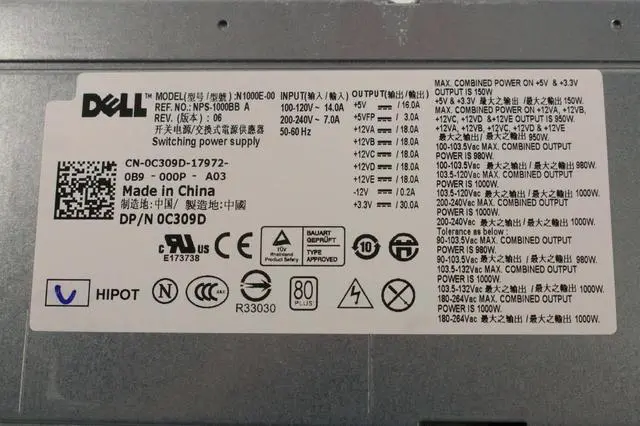 DELL™
MODEL(型号/型號): N1000E-00
REF. NO.: NPS-1000BB A
REV. (版本): 06
开关电源/交换式電源供應器
Switching power supply
INPUT(输入/輸入)
100-120V~ 14.0A
200-240V~ 7.0A
50-60 Hz
OUTPUT(输出/輸出)
+5V ⎓ /16.0A
+5VFP ⎓ / 3.0A
+12VA ⎓ /18.0A
+12VB ⎓ /18.0A
+12VC ⎓ /18.0A
+12VD ⎓ /18.0A
+12VE ⎓ /18.0A
-12V ⎓ / 0.2A
+3.3V ⎓ /30.0A
MAX. COMBINED POWER ON +5V & +3.3V
OUTPUT IS 150W
+5V & +3.3V 最大之输出 /最大之輸出 150W.
MAX. COMBINED POWER ON +12VA, +12VB,
+12VC, +12VD & +12VE OUTPUT IS 950W.
+12VA, +12VB, +12VC, +12VD & +12VE
最大之输出/最大之輸出 950W.
100-103.5Vac MAX. COMBINED OUTPUT
POWER IS 980W.
100-103.5Vac 最大之输出 /最大之輸出 980W.
103.5-120Vac MAX. COMBINED OUTPUT
POWER IS 1000W.
103.5-120Vac 最大之输出 /最大之輸出 1000W.
200-240Vac MAX. COMBINED OUTPUT
POWER IS 1000W.
200-240Vac 最大之输出 /最大之輸出 1000W.
Tolerance as below :
90-103.5Vac MAX. COMBINED OUTPUT
POWER IS 980W.
90-103.5Vac 最大之输出 /最大之輸出 980W.
103.5-132Vac MAX. COMBINED OUTPUT
POWER IS 1000W.
103.5-132Vac 最大之输出 /最大之輸出 1000W.
180-264Vac MAX. COMBINED OUTPUT
POWER IS 1000W.
180-264Vac 最大之输出 /最大之輸出 1000W.
CN-0C309D-17972-
0B9 - 000P - A03
Made in China
制造地:中国/ 製造地:中國
DP/N 0C309D
c RU US
E173738
CE
TÜV
Rheinland
Product Safety
BAUART
GEPRÜFT
TYPE
APPROVED
10
HIPOT
N
CCC
R33030
80
PLUS